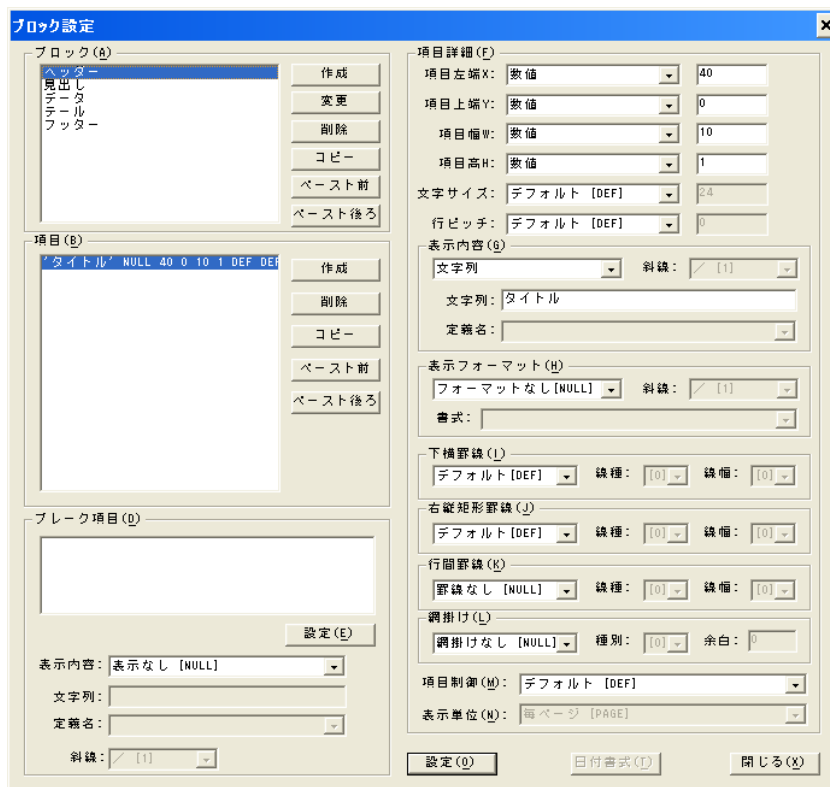 ブロック設定
ブロック(A)
ヘッダー
見出し
データ
テール
フッター
作成
変更
削除
コピー
ペースト前
ペースト後ろ
項目(B)
'タイトル' NULL 40 0 10 1 DEF DEF
作成
削除
コピー
ペースト前
ペースト後ろ
ブレーク項目(D)
設定(E)
表示内容: 表示なし [NULL]
文字列:
定義名:
斜線: ／ [1]
項目詳細(F)
項目左端X: 数値 40
項目上端Y: 数値 0
項目幅W: 数値 10
項目高H: 数値 1
文字サイズ: デフォルト [DEF] 24
行ピッチ: デフォルト [DEF] 0
表示内容(G)
文字列 斜線: ／ [1]
文字列: タイトル
定義名:
表示フォーマット(H)
フォーマットなし[NULL] 斜線: ／ [1]
書式:
下横罫線(I)
デフォルト[DEF] 線種: [0] 線幅: [0]
右縦矩形罫線(J)
デフォルト[DEF] 線種: [0] 線幅: [0]
行間罫線(K)
罫線なし [NULL] 線種: [0] 線幅: [0]
網掛け(L)
網掛けなし [NULL] 種別: [0] 余白: 0
項目制御(M): デフォルト [DEF]
表示単位(N): 毎ページ [PAGE]
設定(O) 日付書式(T) 閉じる(X)